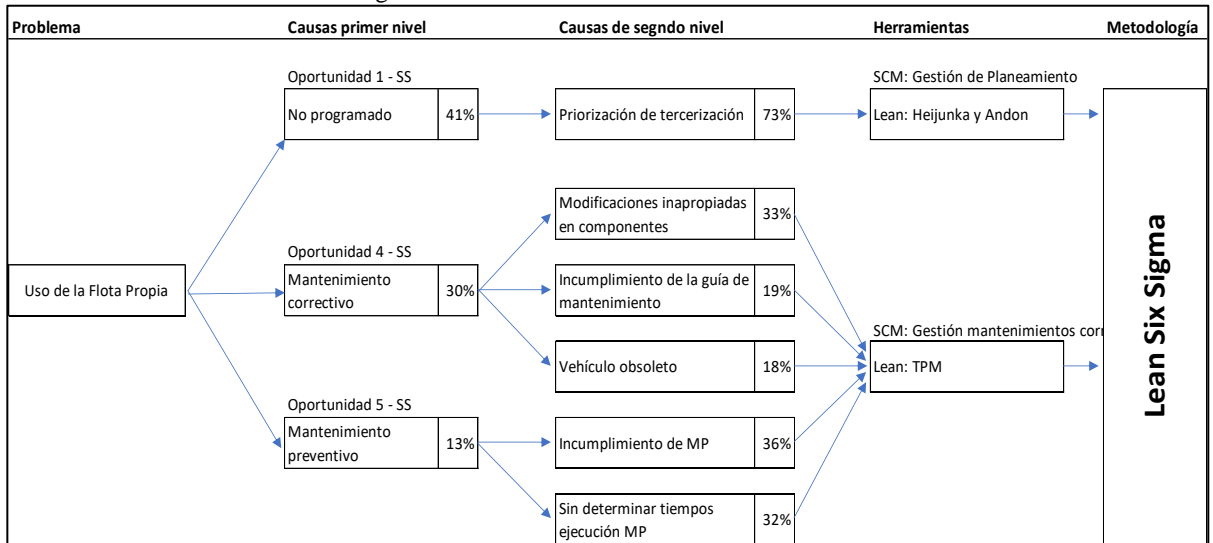 Problema
Causas primer nivel
Causas de segndo nivel
Herramientas
Metodología
Oportunidad 1 - SS
No programado
41%
Priorización de tercerización
73%
SCM: Gestión de Planeamiento
Lean: Heijunka y Andon
Modificaciones inapropiadas
en componentes
33%
Uso de la Flota Propia
Oportunidad 4 - SS
Mantenimiento
correctivo
30%
Incumplimiento de la guía de
mantenimiento
19%
Vehículo obsoleto
18%
SCM: Gestión mantenimientos
Lean: TPM
Oportunidad 5 - SS
Mantenimiento
preventivo
13%
Incumplimiento de MP
36%
Sin determinar tiempos
ejecución MP
32%
Lean Six Sigma